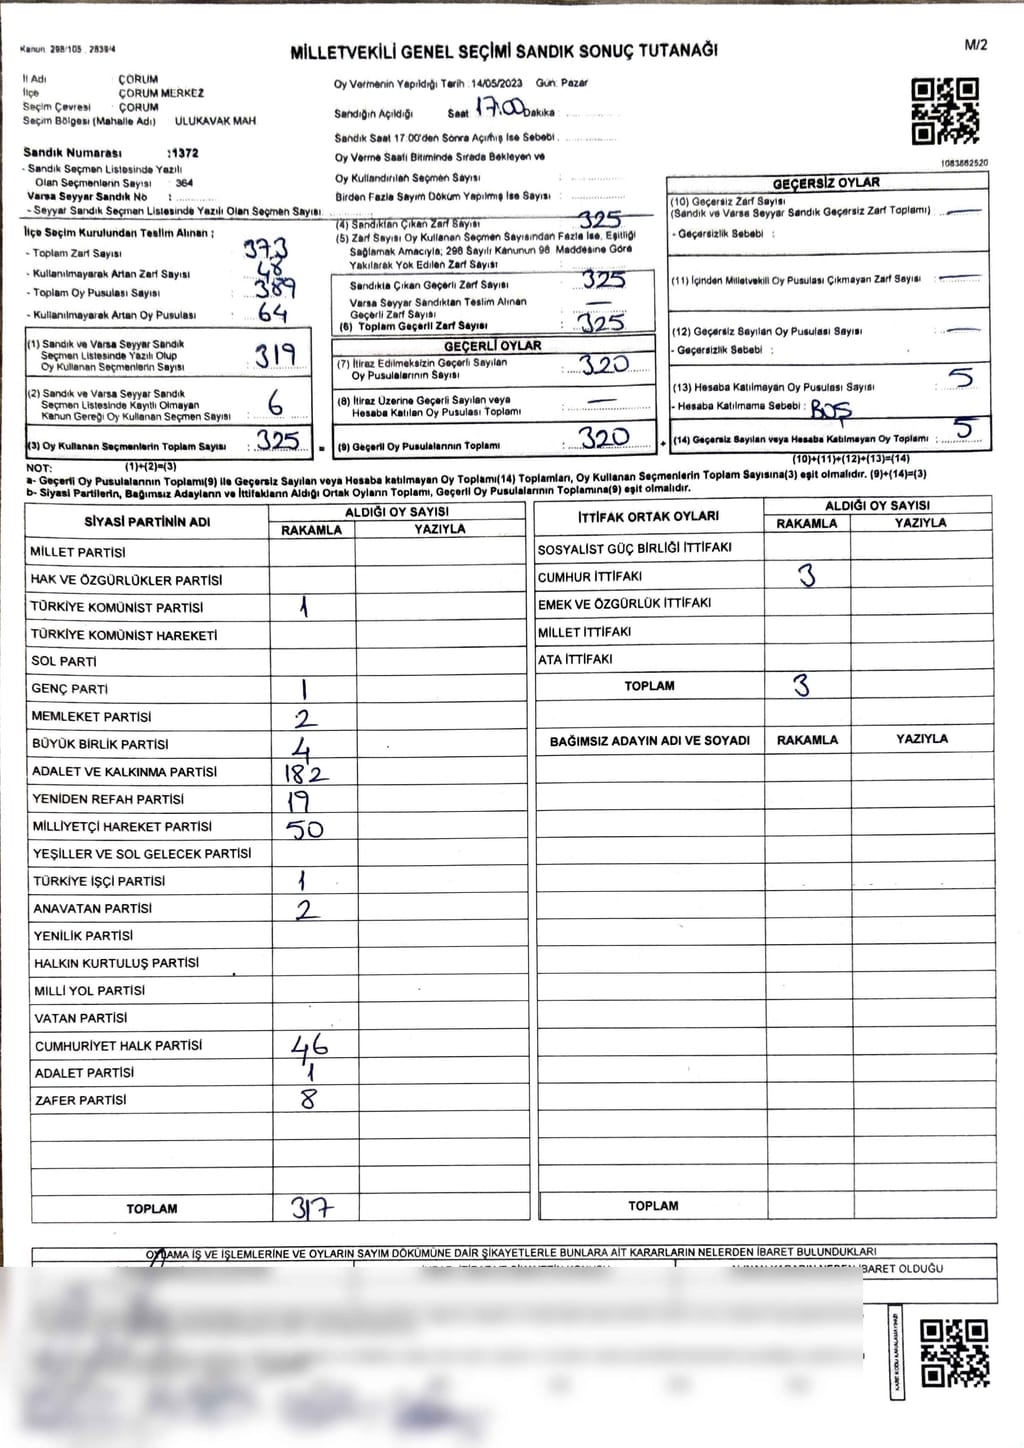 Kanun 298/105 , 2839/4
MİLLETVEKİLİ GENEL SEÇİMİ SANDIK SONUÇ TUTANAĞI
M/2
İl Adı : ÇORUM
İlçe : ÇORUM MERKEZ
Seçim Çevresi : ÇORUM
Seçim Bölgesi (Mahalle Adı) ULUKAVAK MAH
Sandık Numarası :1372
- Sandık Seçmen Listesinde Yazılı
Olan Seçmenlerin Sayısı : 364
Varsa Seyyar Sandık No :
- Seyyar Sandık Seçmen Listesinde Yazılı Olan Seçmen Sayısı
Oy Vermenin Yapıldığı Tarih : 14/05/2023 Gün: Pazar
Sandığın Açıldığı Saat 17:00 Dakika
Sandık Saat 17:00'den Sonra Açılmış İse Sebebi
Oy Verme Saati Bitiminde Sırada Bekleyen ve
Oy Kullandırılan Seçmen Sayısı :
Birden Fazla Sayım Döküm Yapılmış İse Sayısı :
1083862520
İlçe Seçim Kurulundan Teslim Alınan ;
- Toplam Zarf Sayısı : 373
- Kullanılmayarak Artan Zarf Sayısı : 48
- Toplam Oy Pusulası Sayısı : 389
- Kullanılmayarak Artan Oy Pusulası : 64
(1) Sandık ve Varsa Seyyar Sandık
Seçmen Listesinde Yazılı Olup
Oy Kullanan Seçmenlerin Sayısı : 319
(2) Sandık ve Varsa Seyyar Sandık
Seçmen Listesinde Kayıtlı Olmayan
Kanun Gereği Oy Kullanan Seçmen Sayısı : 6
(3) Oy Kullanan Seçmenlerin Toplam Sayısı : 325
(1)+(2)=(3)
(4) Sandıktan Çıkan Zarf Sayısı 325
(5) Zarf Sayısı Oy Kullanan Seçmen Sayısından Fazla İse, Eşitliği
Sağlamak Amacıyla; 298 Sayılı Kanunun 98 Maddesine Göre
Yakılarak Yok Edilen Zarf Sayısı :
Sandıkta Çıkan Geçerli Zarf Sayısı : 325
Varsa Seyyar Sandıktan Teslim Alınan
Geçerli Zarf Sayısı : —
(6) Toplam Geçerli Zarf Sayısı : 325
GEÇERLİ OYLAR
(7) İtiraz Edilmeksizin Geçerli Sayılan
Oy Pusulalarının Sayısı : 320
(8) İtiraz Üzerine Geçerli Sayılan veya
Hesaba Katılan Oy Pusulası Toplamı : —
= (9) Geçerli Oy Pusulalarının Toplamı : 320
GEÇERSİZ OYLAR
(10) Geçersiz Zarf Sayısı
(Sandık ve Varsa Seyyar Sandık Geçersiz Zarf Toplamı) : —
- Geçersizlik Sebebi :
(11) İçinden Milletvekili Oy Pusulası Çıkmayan Zarf Sayısı : —
(12) Geçersiz Sayılan Oy Pusulası Sayısı : —
- Geçersizlik Sebebi :
(13) Hesaba Katılmayan Oy Pusulası Sayısı : 5
- Hesaba Katılmama Sebebi : BOŞ
+ (14) Geçersiz Sayılan veya Hesaba Katılmayan Oy Toplamı : 5
(10)+(11)+(12)+(13)=(14)
NOT:
a- Geçerli Oy Pusulalarının Toplamı(9) ile Geçersiz Sayılan veya Hesaba katılmayan Oy Toplamı(14) Toplamları, Oy Kullanan Seçmenlerin Toplam Sayısına(3) eşit olmalıdır. (9)+(14)=(3)
b- Siyasi Partilerin, Bağımsız Adayların ve İttifakların Aldığı Ortak Oyların Toplamı, Geçerli Oy Pusulalarının Toplamına(9) eşit olmalıdır.
SİYASİ PARTİNİN ADI ALDIĞI OY SAYISI
RAKAMLA YAZIYLA
MİLLET PARTİSİ
HAK VE ÖZGÜRLÜKLER PARTİSİ
TÜRKİYE KOMÜNİST PARTİSİ 1
TÜRKİYE KOMÜNİST HAREKETİ
SOL PARTİ
GENÇ PARTİ 1
MEMLEKET PARTİSİ 2
BÜYÜK BİRLİK PARTİSİ 4
ADALET VE KALKINMA PARTİSİ 182
YENİDEN REFAH PARTİSİ 19
MİLLİYETÇİ HAREKET PARTİSİ 50
YEŞİLLER VE SOL GELECEK PARTİSİ
TÜRKİYE İŞÇİ PARTİSİ 1
ANAVATAN PARTİSİ 2
YENİLİK PARTİSİ
HALKIN KURTULUŞ PARTİSİ
MİLLİ YOL PARTİSİ
VATAN PARTİSİ
CUMHURİYET HALK PARTİSİ 46
ADALET PARTİSİ 1
ZAFER PARTİSİ 8
TOPLAM 317
İTTİFAK ORTAK OYLARI ALDIĞI OY SAYISI
RAKAMLA YAZIYLA
SOSYALİST GÜÇ BİRLİĞİ İTTİFAKI
CUMHUR İTTİFAKI 3
EMEK VE ÖZGÜRLÜK İTTİFAKI
MİLLET İTTİFAKI
ATA İTTİFAKI
TOPLAM 3
BAĞIMSIZ ADAYIN ADI VE SOYADI RAKAMLA YAZIYLA
TOPLAM
OYLAMA İŞ VE İŞLEMLERİNE VE OYLARIN SAYIM DÖKÜMÜNE DAİR ŞİKAYETLERLE BUNLARA AİT KARARLARIN NELERDEN İBARET BULUNDUKLARI
İBARET OLDUĞU